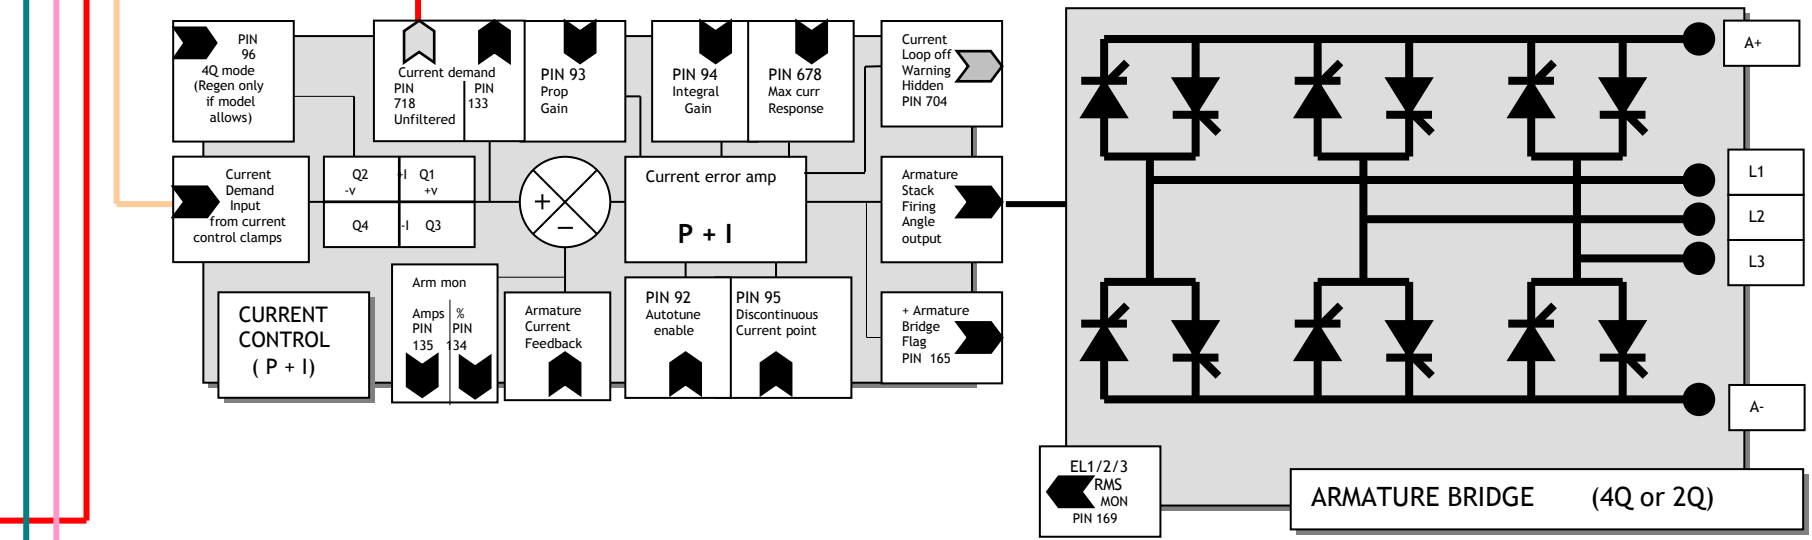 PIN
96
4Q mode
(Regen only
if model
allows)
Current demand
PIN PIN
718 133
Unfiltered
PIN 93
Prop
Gain
PIN 94
Integral
Gain
PIN 678
Max curr
Response
Current
Loop off
Warning
Hidden
PIN 704
Current
Demand
Input
from current
control clamps
Q2 +I Q1
-v +v
Q4 -I Q3
+
–
Current error amp
P + I
Armature
Stack
Firing
Angle
output
CURRENT
CONTROL
( P + I)
Arm mon
Amps %
PIN PIN
135 134
Armature
Current
Feedback
PIN 92
Autotune
enable
PIN 95
Discontinuous
Current point
+ Armature
Bridge
Flag
PIN 165
A+
L1
L2
L3
A-
EL1/2/3
RMS
MON
PIN 169
ARMATURE BRIDGE (4Q or 2Q)